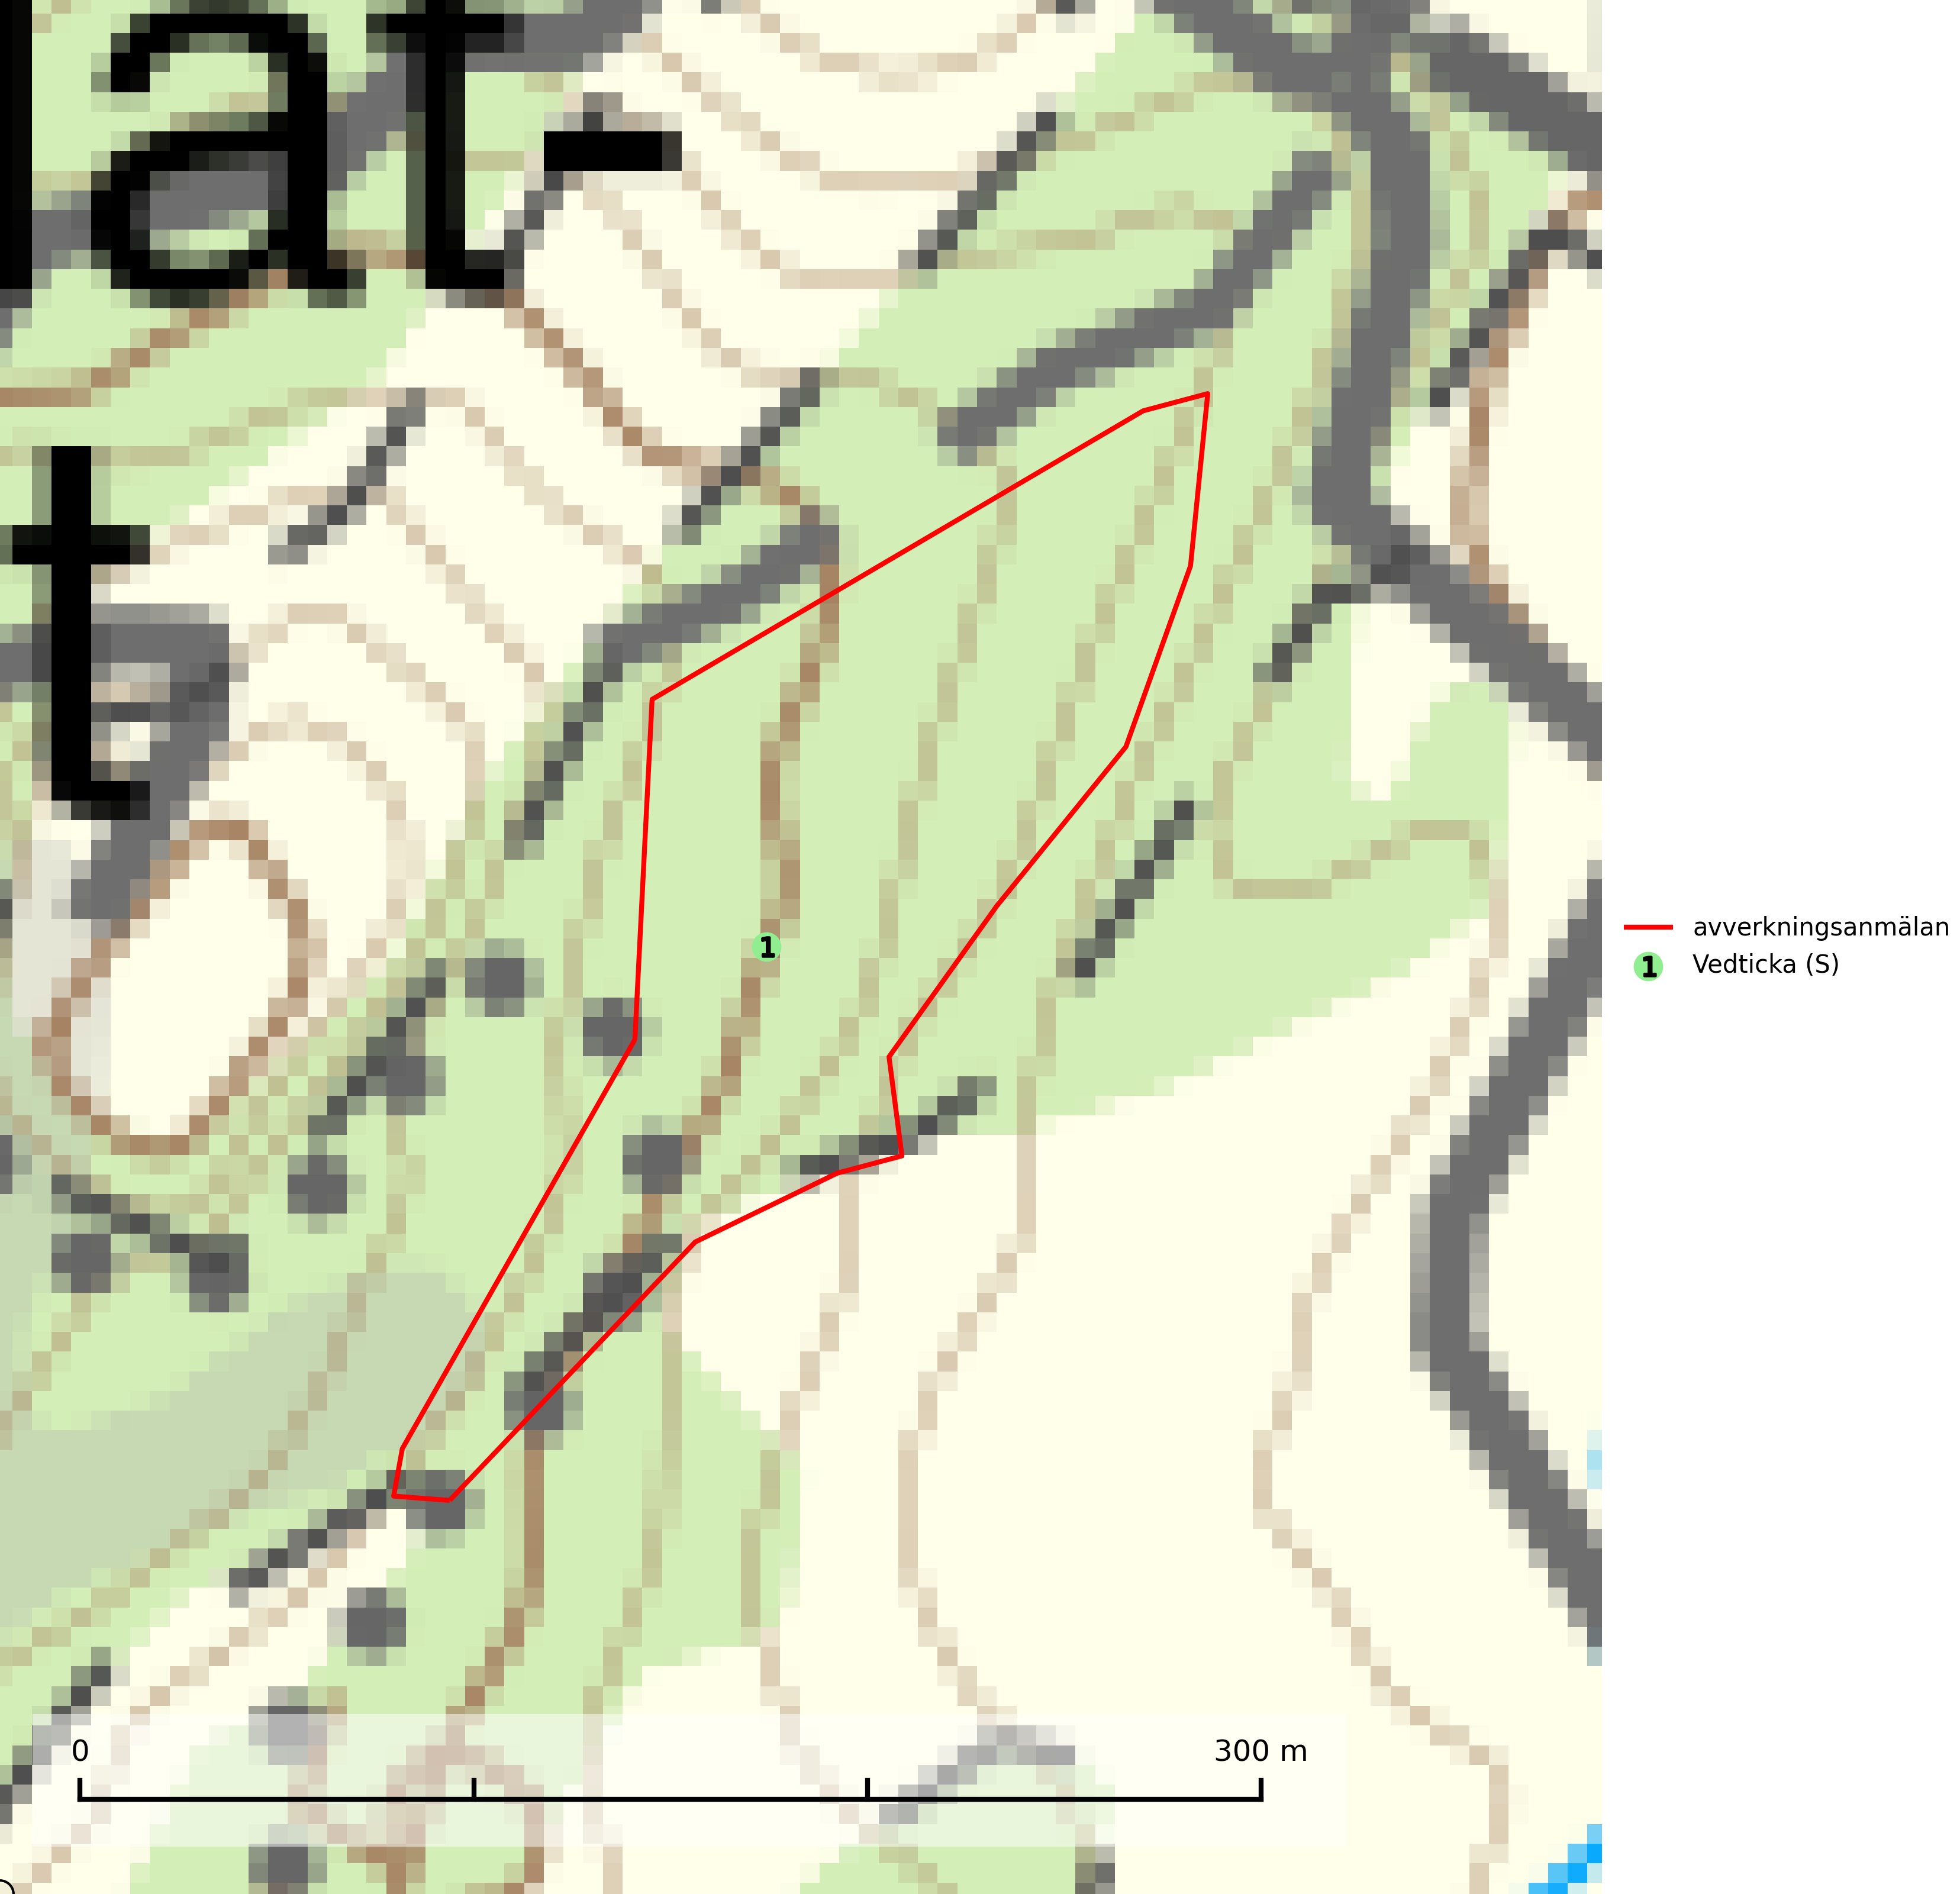 lat-
t
1
avverkningsanmälan
1 Vedticka (S)
0 300 m